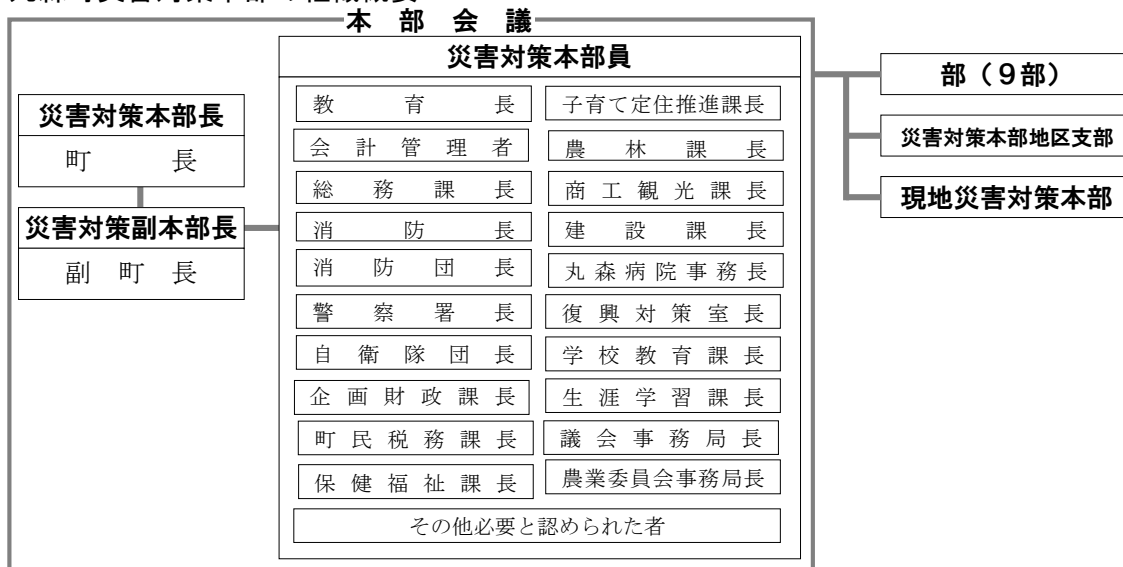 本部会議
災害対策本部長
町長
災害対策副本部長
副町長
災害対策本部員
教育長
会計管理者
総務課長
消防長
消防団長
警察署長
自衛隊団長
企画財政課長
町民税務課長
保健福祉課長
子育て定住推進課長
農林課長
商工観光課長
建設課長
丸森病院事務長
復興対策室長
学校教育課長
生涯学習課長
議会事務局長
農業委員会事務局長
その他必要と認められた者
部（９部）
災害対策本部地区支部
現地災害対策本部